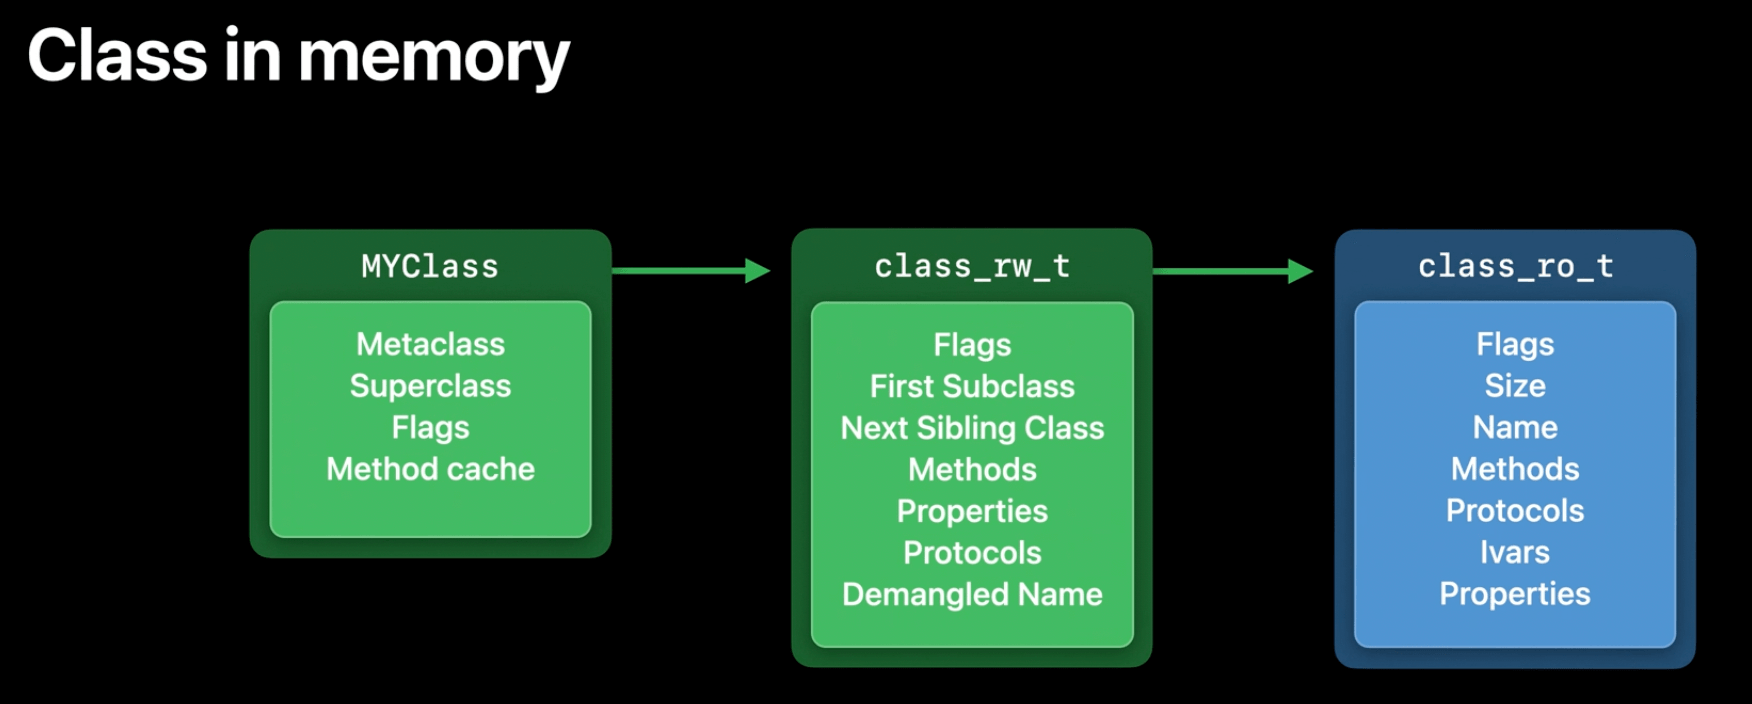 Class in memory
MYClass
Metaclass
Superclass
Flags
Method cache
class_rw_t
Flags
First Subclass
Next Sibling Class
Methods
Properties
Protocols
Demangled Name
class_ro_t
Flags
Size
Name
Methods
Protocols
Ivars
Properties